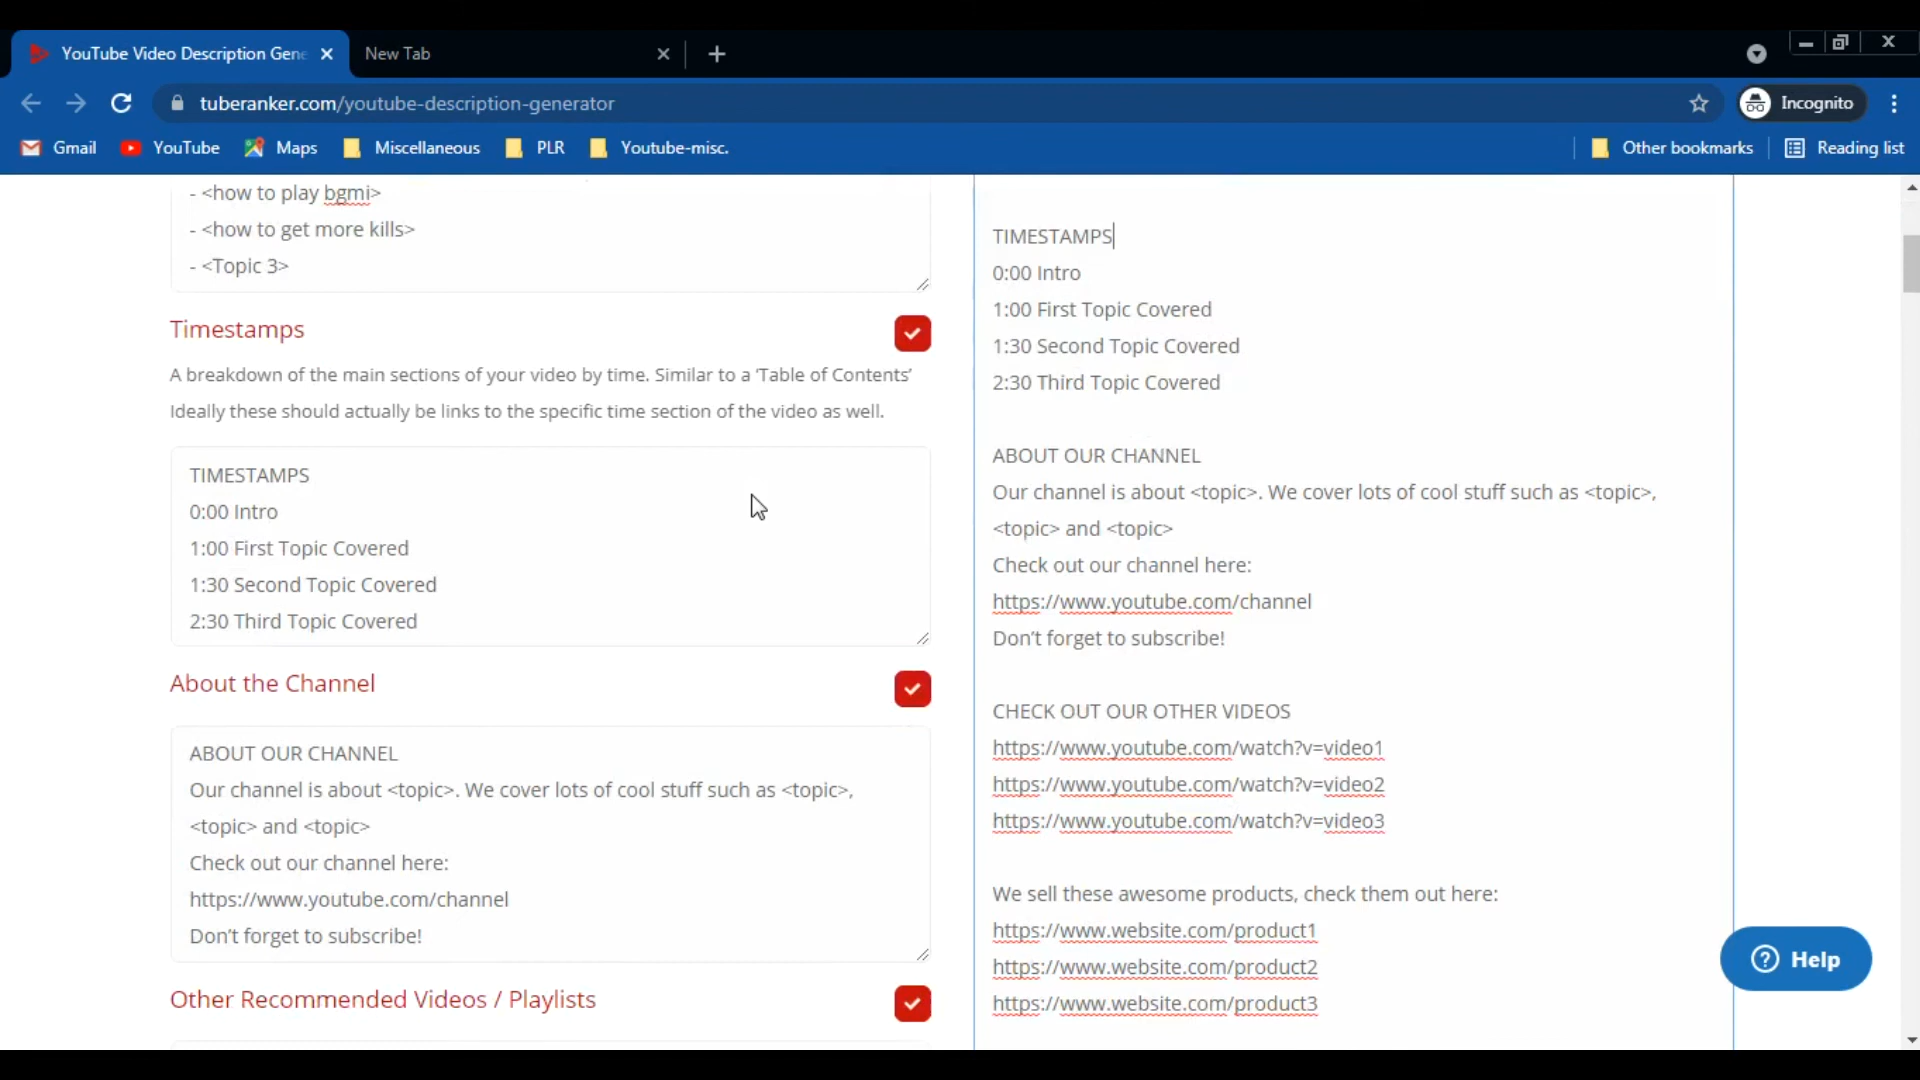 YouTube Video Description Gene
New Tab
tuberanker.com/youtube-description-generator
Incognito
Gmail
YouTube
Maps
Miscellaneous
PLR
Youtube-misc.
Other bookmarks
Reading list
- <how to play bgmi>
- <how to get more kills>
- <Topic 3>
Timestamps
A breakdown of the main sections of your video by time. Similar to a ‘Table of Contents’
Ideally these should actually be links to the specific time section of the video as well.
TIMESTAMPS
0:00 Intro
1:00 First Topic Covered
1:30 Second Topic Covered
2:30 Third Topic Covered
About the Channel
ABOUT OUR CHANNEL
Our channel is about <topic>. We cover lots of cool stuff such as <topic>,
<topic> and <topic>
Check out our channel here:
https://www.youtube.com/channel
Don’t forget to subscribe!
Other Recommended Videos / Playlists
TIMESTAMPS
0:00 Intro
1:00 First Topic Covered
1:30 Second Topic Covered
2:30 Third Topic Covered
ABOUT OUR CHANNEL
Our channel is about <topic>. We cover lots of cool stuff such as <topic>,
<topic> and <topic>
Check out our channel here:
https://www.youtube.com/channel
Don’t forget to subscribe!
CHECK OUT OUR OTHER VIDEOS
https://www.youtube.com/watch?v=video1
https://www.youtube.com/watch?v=video2
https://www.youtube.com/watch?v=video3
We sell these awesome products, check them out here:
https://www.website.com/product1
https://www.website.com/product2
https://www.website.com/product3
Help